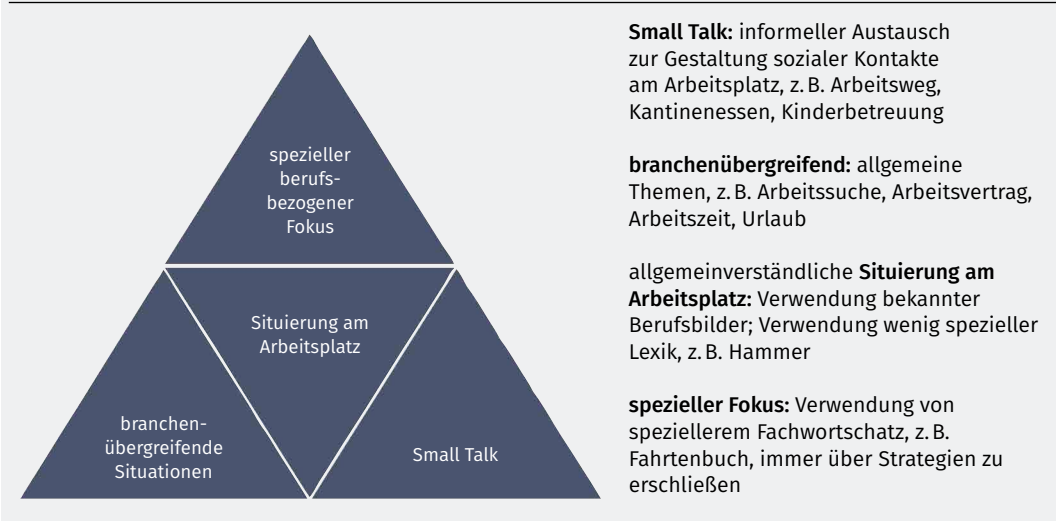 spezieller
berufs-
bezogener
Fokus
Situierung am
Arbeitsplatz
branchen-
übergreifende
Situationen
Small Talk
Small Talk: informeller Austausch
zur Gestaltung sozialer Kontakte
am Arbeitsplatz, z. B. Arbeitsweg,
Kantinenessen, Kinderbetreuung
branchenübergreifend: allgemeine
Themen, z. B. Arbeitssuche, Arbeitsvertrag,
Arbeitszeit, Urlaub
allgemeinverständliche Situierung am
Arbeitsplatz: Verwendung bekannter
Berufsbilder; Verwendung wenig spezieller
Lexik, z. B. Hammer
spezieller Fokus: Verwendung von
speziellerem Fachwortschatz, z. B.
Fahrtenbuch, immer über Strategien zu
erschließen